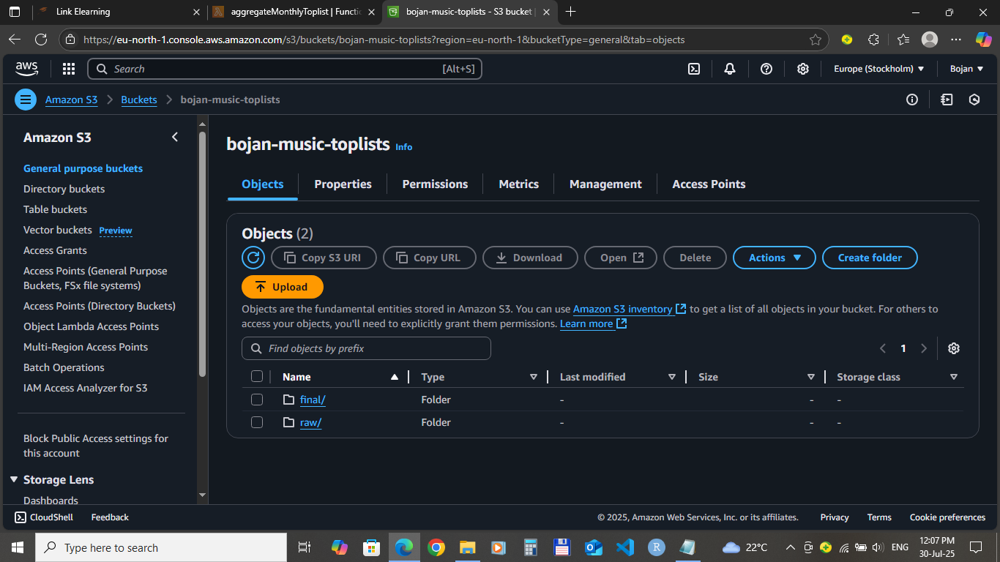 Link Elearning
aggregateMonthlyToplist | Functio
bojan-music-toplists - S3 bucket |
https://eu-north-1.console.aws.amazon.com/s3/buckets/bojan-music-toplists?region=eu-north-1&bucketType=general&tab=objects
aws
Search
[Alt+S]
Europe (Stockholm)
Bojan
Amazon S3
Buckets
bojan-music-toplists
Amazon S3
General purpose buckets
Directory buckets
Table buckets
Vector buckets Preview
Access Grants
Access Points (General Purpose
Buckets, FSx file systems)
Access Points (Directory Buckets)
Object Lambda Access Points
Multi-Region Access Points
Batch Operations
IAM Access Analyzer for S3
Block Public Access settings for
this account
Storage Lens
Dashboards
bojan-music-toplists Info
Objects
Properties
Permissions
Metrics
Management
Access Points
Objects (2)
Copy S3 URI
Copy URL
Download
Open
Delete
Actions
Create folder
Upload
Objects are the fundamental entities stored in Amazon S3. You can use Amazon S3 inventory to get a list of all objects in your bucket. For others to
access your objects, you'll need to explicitly grant them permissions. Learn more
Find objects by prefix
1
Name Type Last modified Size Storage class
final/ Folder - - -
raw/ Folder - - -
CloudShell
Feedback
© 2025, Amazon Web Services, Inc. or its affiliates.
Privacy
Terms
Cookie preferences
Type here to search
R
22°C
ENG
12:07 PM
30-Jul-25